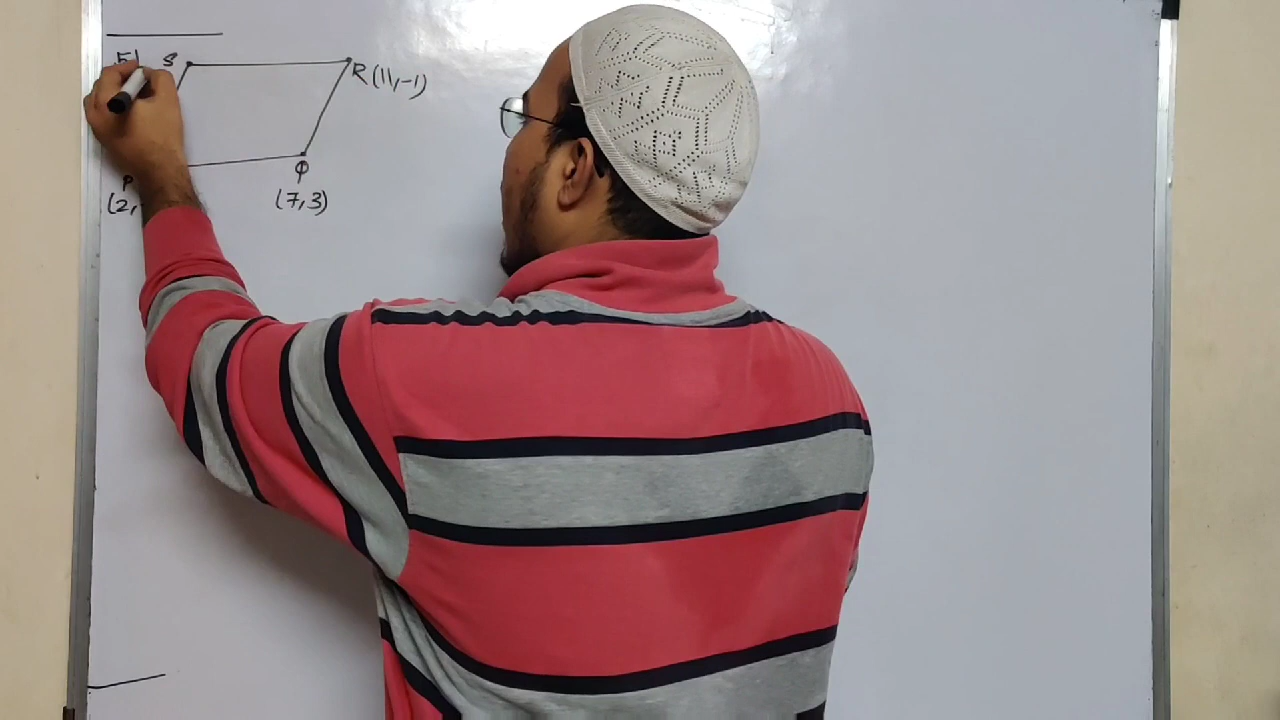 S
R (11,-1)
P
Q
(2,
(7,3)